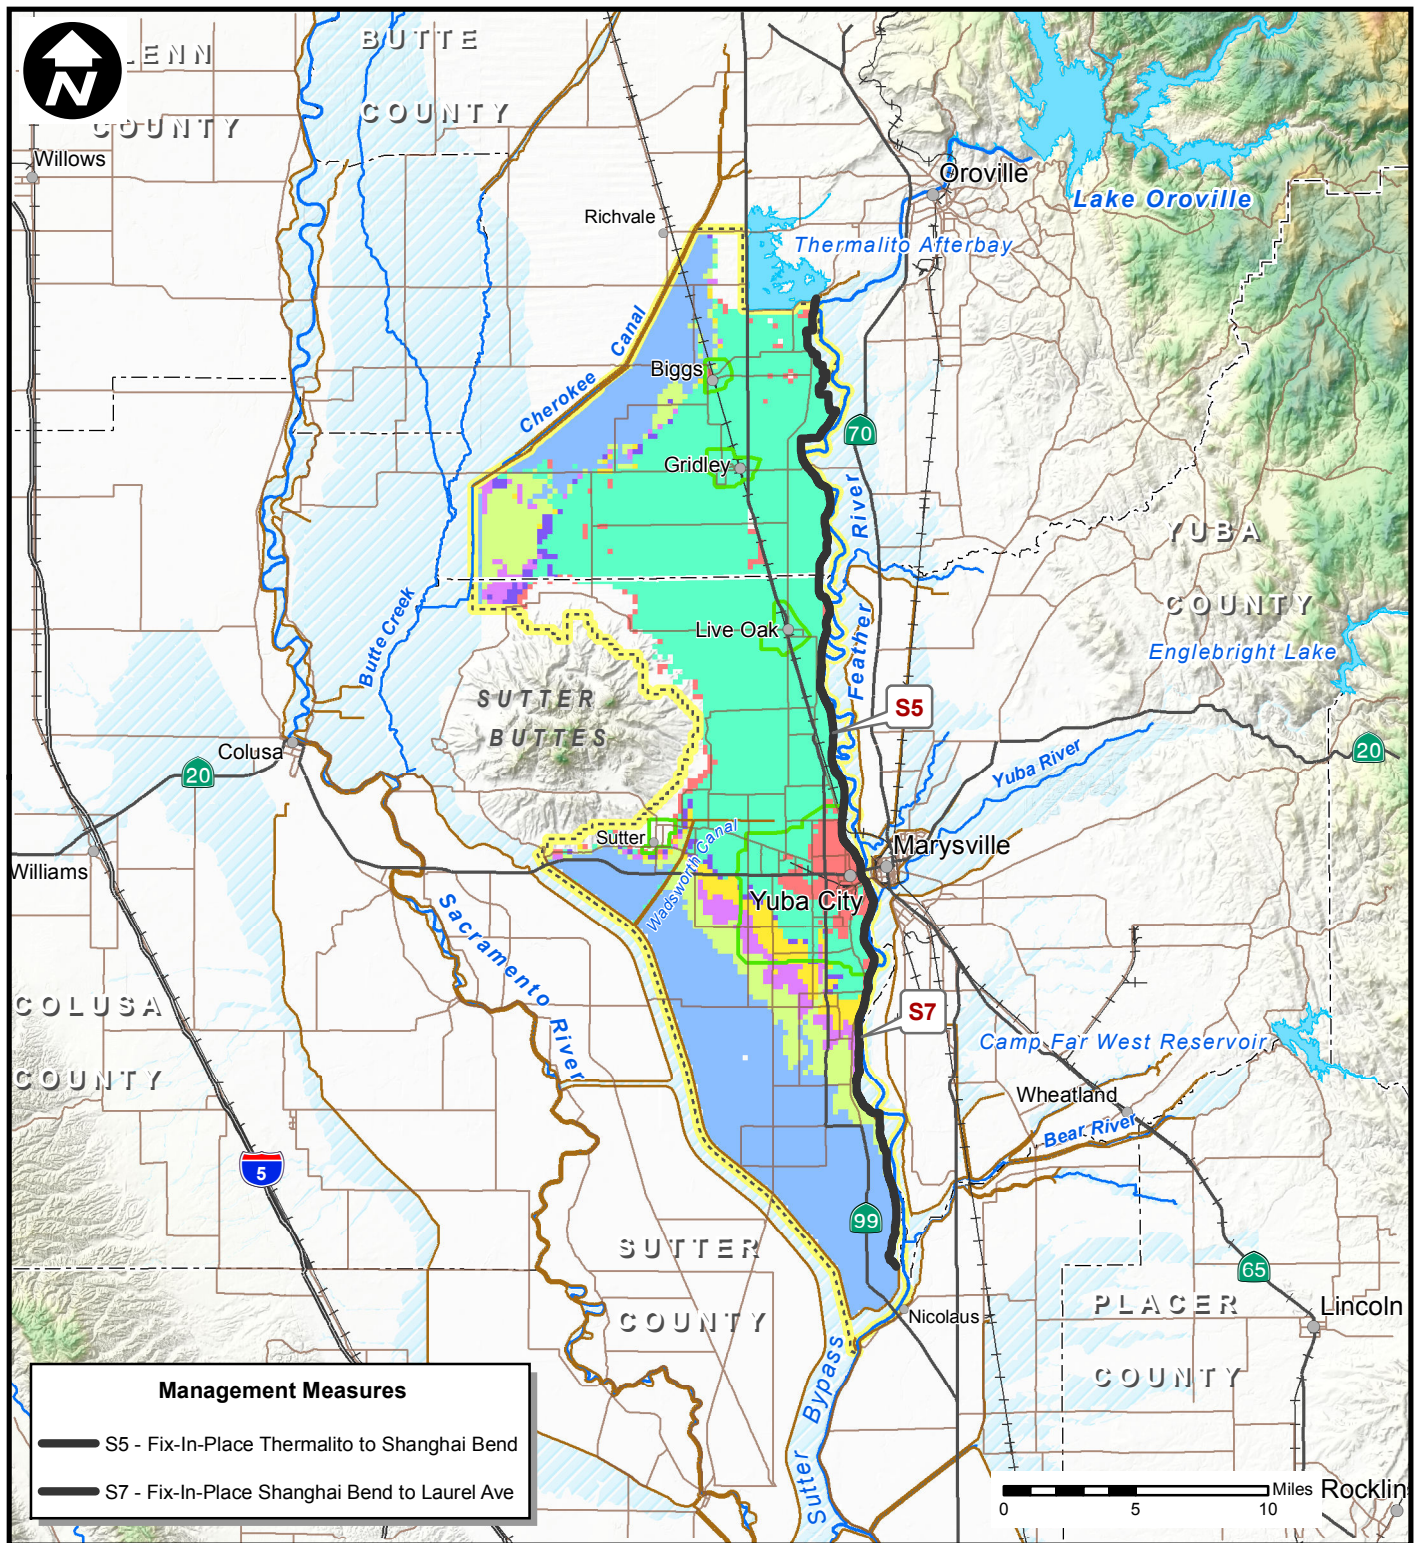 N
GLENN
COUNTY
BUTTE
COUNTY
Willows
Richvale
Oroville
Lake Oroville
Thermalito Afterbay
Cherokee Canal
Biggs
Gridley
70
Feather River
YUBA
COUNTY
Englebright Lake
Butte Creek
Live Oak
SUTTER
BUTTES
S5
Colusa
20
Yuba River
20
Sutter
Wadsworth Canal
Marysville
Williams
Yuba City
Sacramento River
COLUSA
COUNTY
S7
Camp Far West Reservoir
Wheatland
Bear River
5
99
SUTTER
COUNTY
65
PLACER
COUNTY
Lincoln
Nicolaus
Sutter Bypass
Management Measures
S5 - Fix-In-Place Thermalito to Shanghai Bend
S7 - Fix-In-Place Shanghai Bend to Laurel Ave
Miles
0 5 10
Rocklin